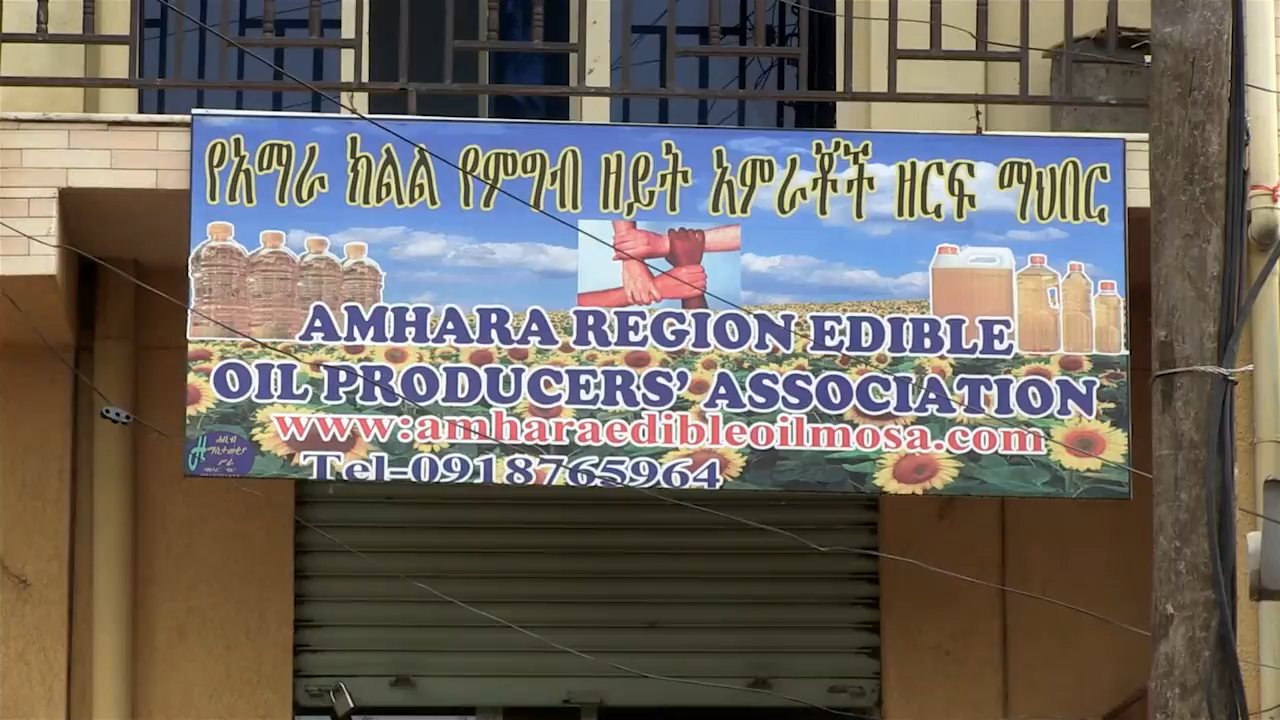 የአማራ ክልል የምግብ ዘይት አምራቾች ዘርፍ ማህበር
AMHARA REGION EDIBLE
OIL PRODUCERS’ ASSOCIATION
www:amharaedibleoilmosa.com
Tel-0918765964